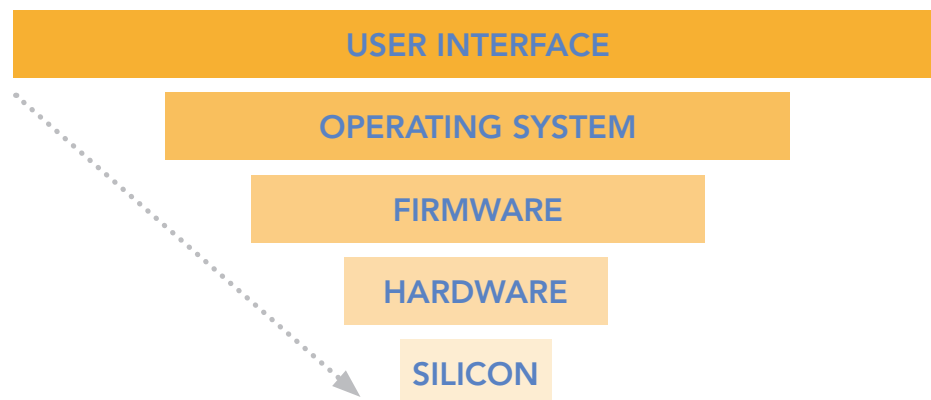 USER INTERFACE
OPERATING SYSTEM
FIRMWARE
HARDWARE
SILICON